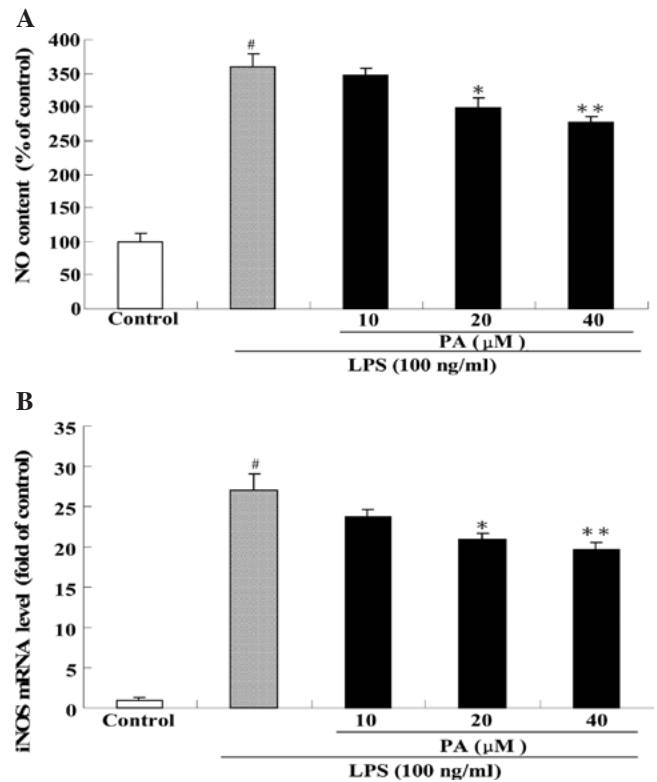 A
NO content (% of control)
400
350
300
250
200
150
100
50
0
#
*
**
Control
10
20
40
PA (μM )
LPS (100 ng/ml)
B
iNOS mRNA level (fold of control)
35
30
25
20
15
10
5
0
#
*
**
Control
10
20
40
PA (μM )
LPS (100 ng/ml)